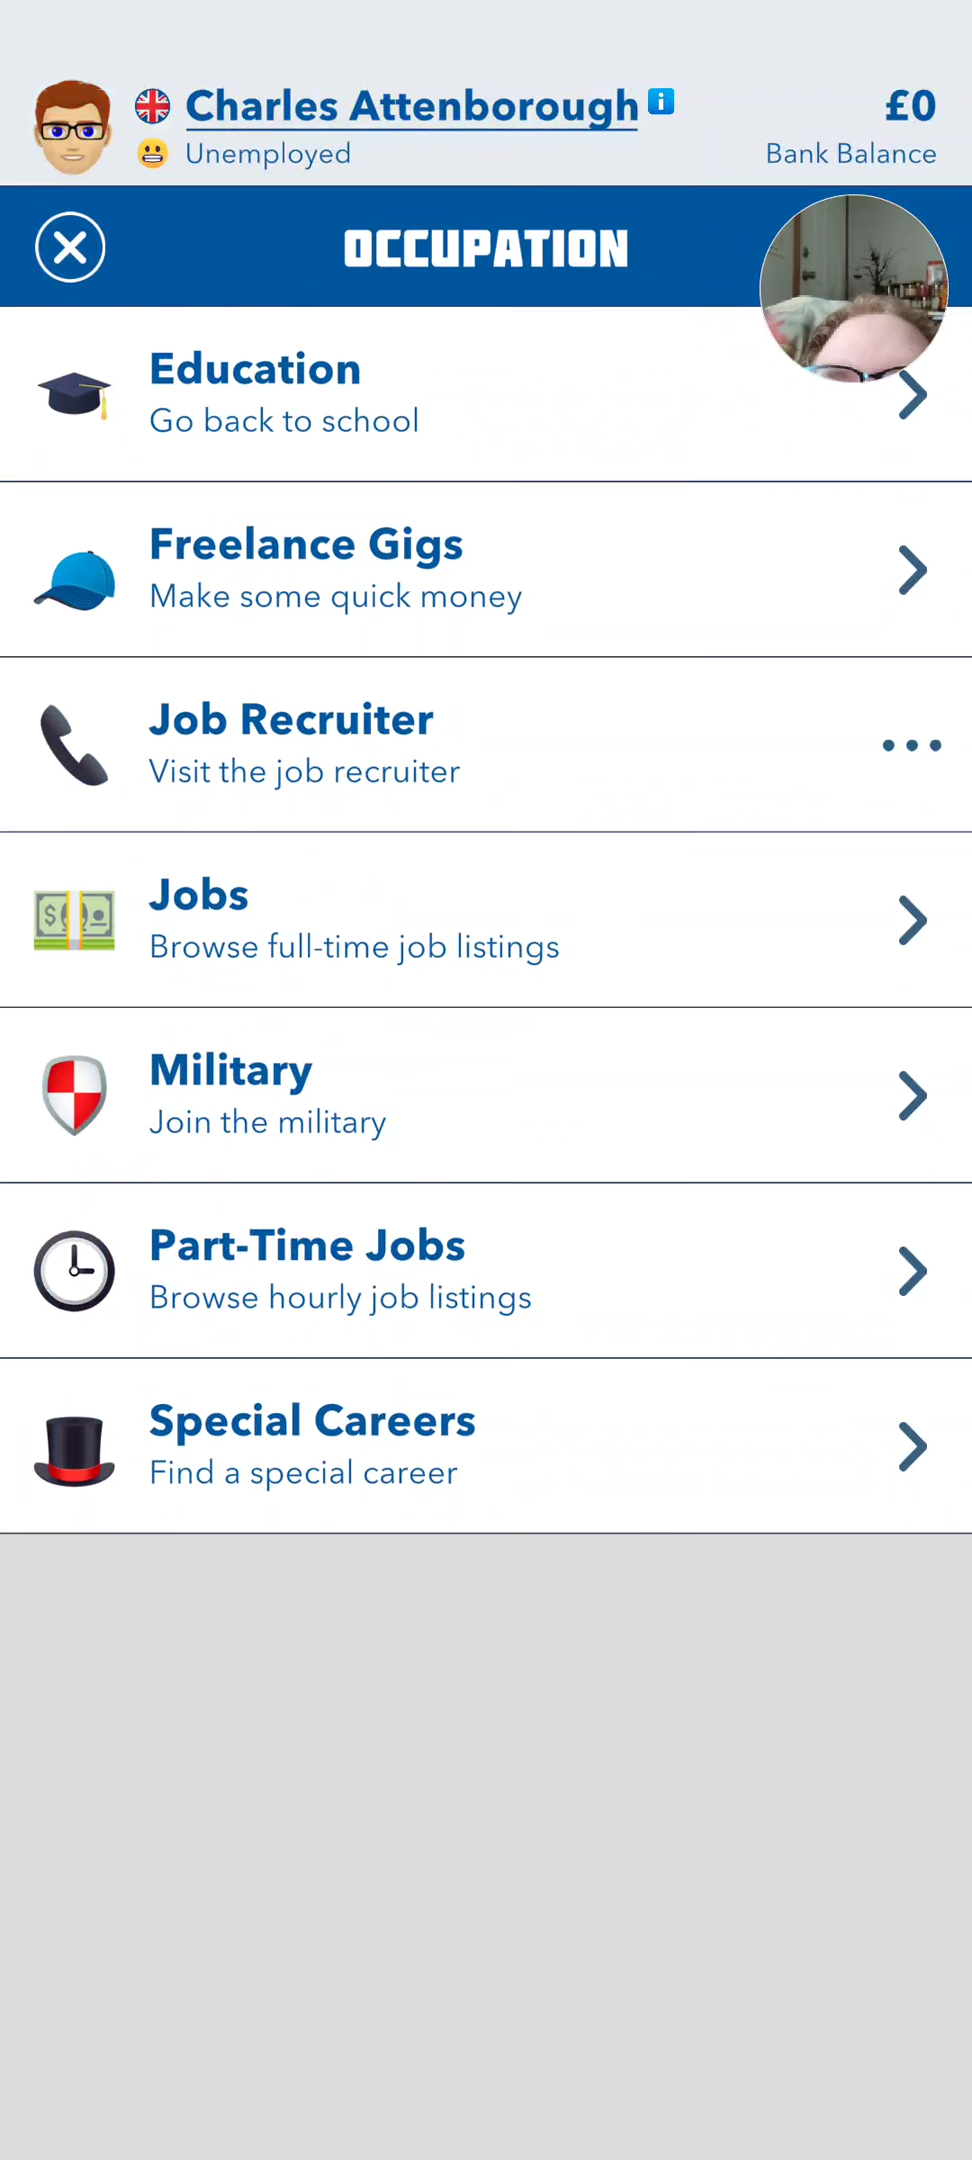 Charles Attenborough
£0
Unemployed
Bank Balance
OCCUPATION
Education
Go back to school
Freelance Gigs
Make some quick money
Job Recruiter
Visit the job recruiter
Jobs
Browse full-time job listings
Military
Join the military
Part-Time Jobs
Browse hourly job listings
Special Careers
Find a special career